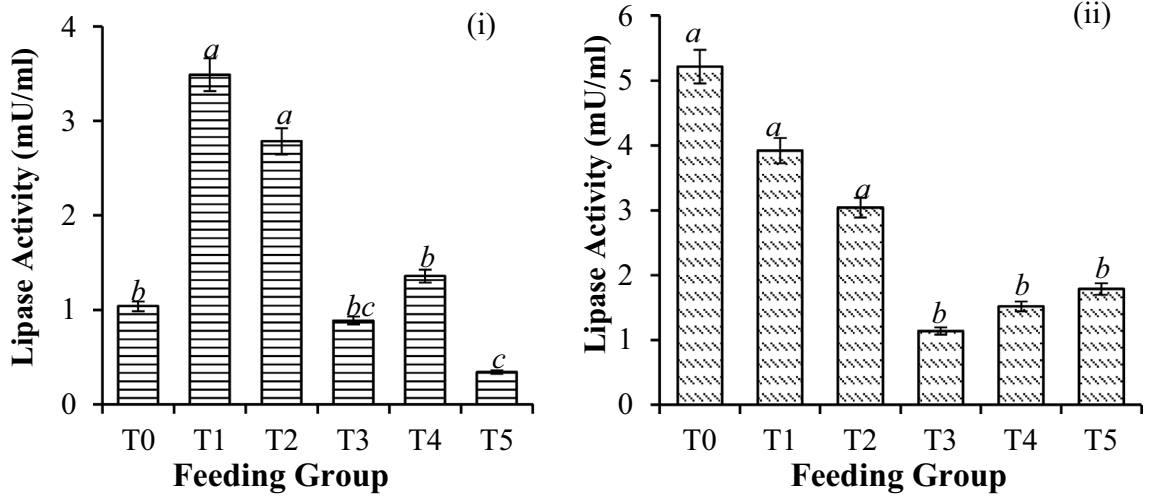 (i)
Lipase Activity (mU/ml)
4
3
2
1
0
a
a
b
bc
b
c
T0 T1 T2 T3 T4 T5
Feeding Group
(ii)
Lipase Activity (mU/ml)
6
5
4
3
2
1
0
a
a
a
b
b
b
T0 T1 T2 T3 T4 T5
Feeding Group